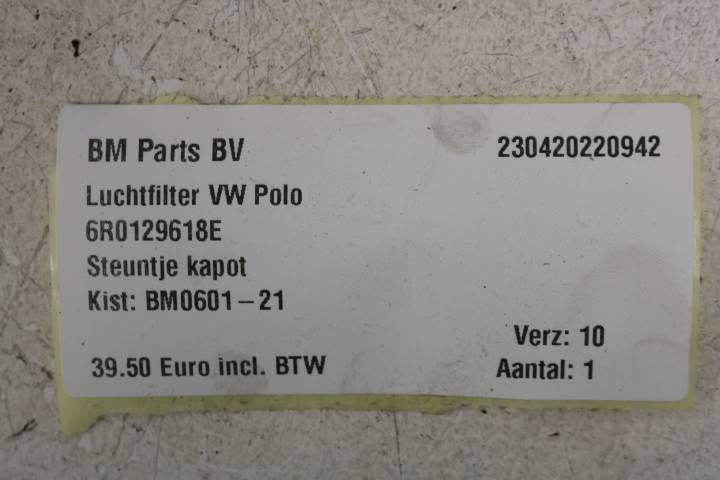 BM Parts BV 230420220942
Luchtfilter VW Polo
6R0129618E
Steuntje kapot
Kist: BM0601-21
Verz: 10
39.50 Euro incl. BTW Aantal: 1